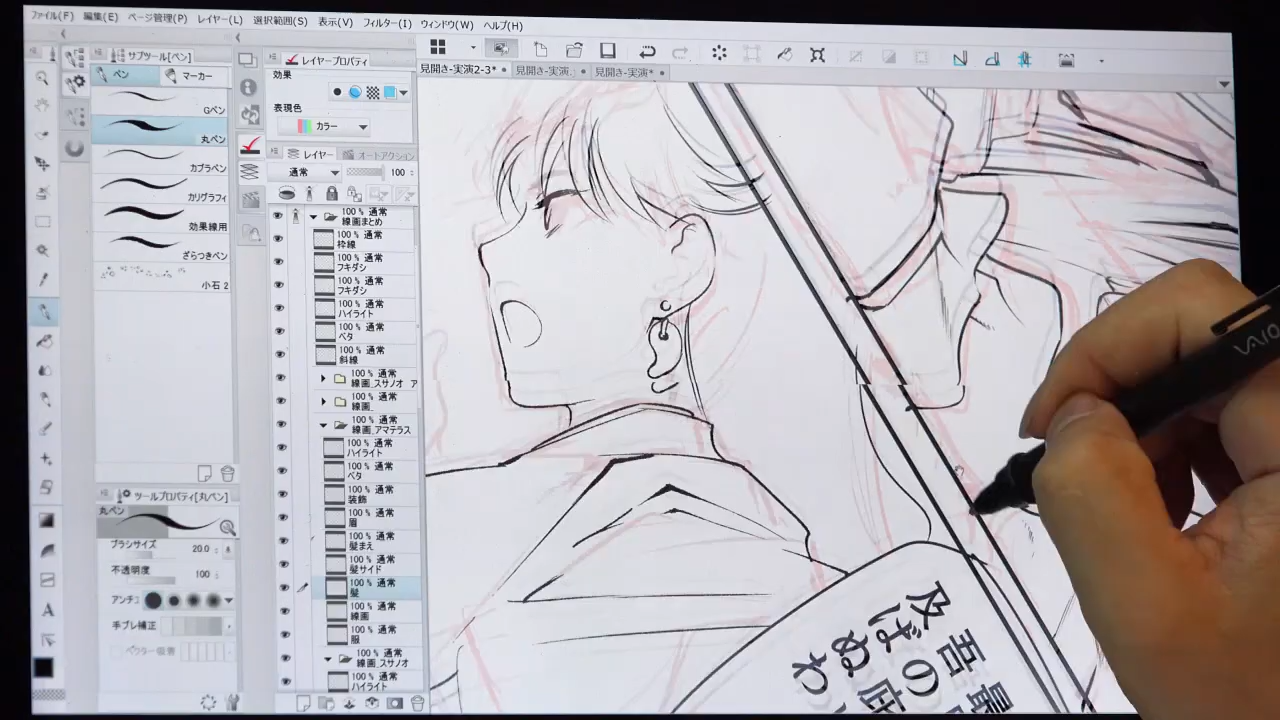 ファイル(F) 編集(E) ページ管理(P) レイヤー(L) 選択範囲(S) 表示(V) フィルター(I) ウィンドウ(W) ヘルプ(H)
サブツール[ペン]
ペン マーカー
Gペン
丸ペン
カブラペン
カリグラフィ
効果線用
ざらつきペン
小石 2
ツールプロパティ[丸ペン]
丸ペン
ブラシサイズ 20.0
不透明度 100
アンチ
手ブレ補正
ベクター吸着
レイヤープロパティ
効果
表現色
カラー
レイヤー オートアクション
通常 100
100 % 通常
線画まとめ
100 % 通常
枠線
100 % 通常
フキダシ
100 % 通常
フキダシ
100 % 通常
ハイライト
100 % 通常
ベタ
100 % 通常
斜線
100 % 通常
線画_スサノオ ア
100 % 通常
線画_
100 % 通常
線画_アマテラス
100 % 通常
ハイライト
100 % 通常
ベタ
100 % 通常
装飾
100 % 通常
眉
100 % 通常
髪まえ
100 % 通常
髪サイド
100 % 通常
髪
100 % 通常
線画
100 % 通常
服
100 % 通常
線画_スサノオ
100 % 通常
ハイライト
見開き-実演2-3* 見開き-実演. 見開き-実演*
吾の
及ばぬ
わ
VAIO